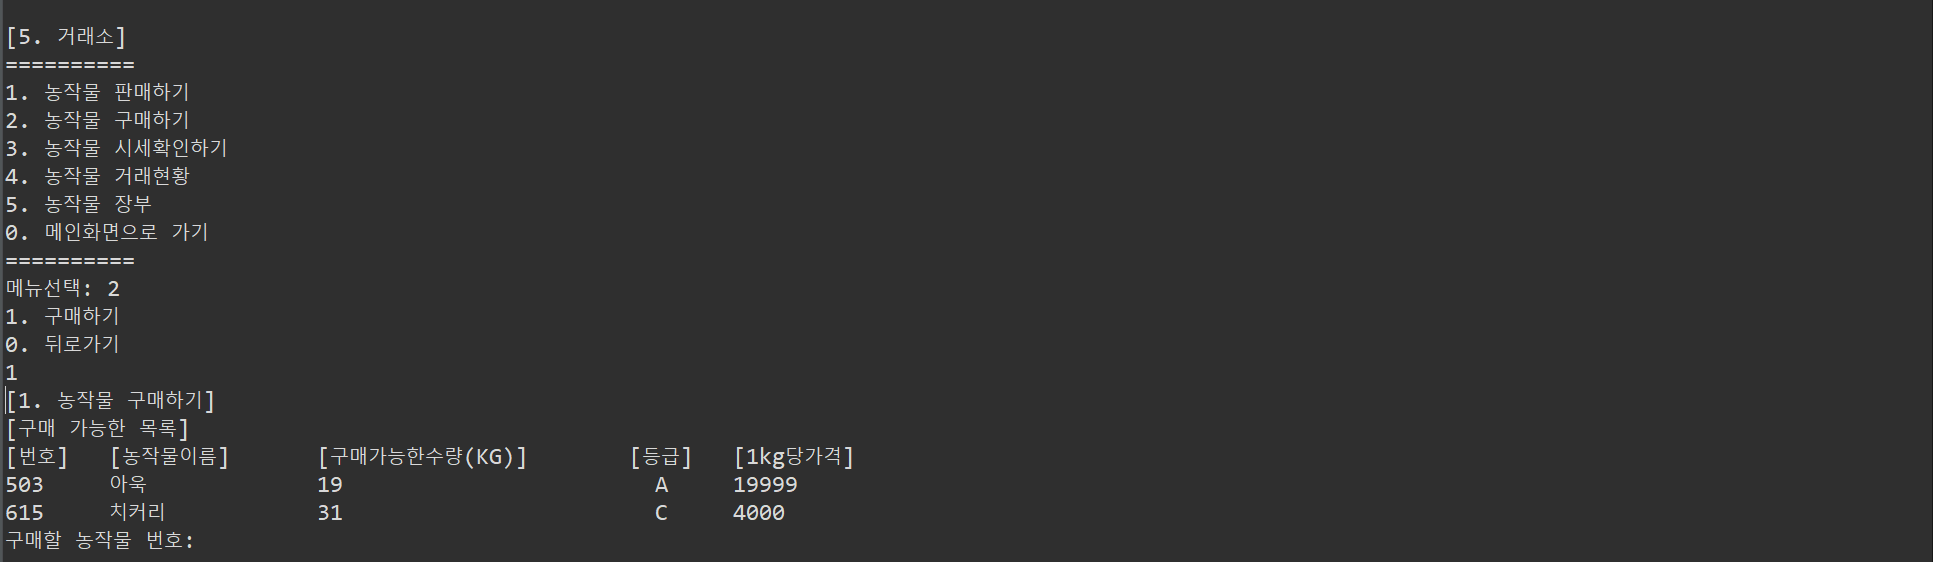 [5. 거래소]
==========
1. 농작물 판매하기
2. 농작물 구매하기
3. 농작물 시세확인하기
4. 농작물 거래현황
5. 농작물 장부
0. 메인화면으로 가기
==========
메뉴선택: 2
1. 구매하기
0. 뒤로가기
1
[1. 농작물 구매하기]
[구매 가능한 목록]
[번호] [농작물이름] [구매가능한수량(KG)] [등급] [1kg당가격]
503 아욱 19 A 19999
615 치커리 31 C 4000
구매할 농작물 번호: